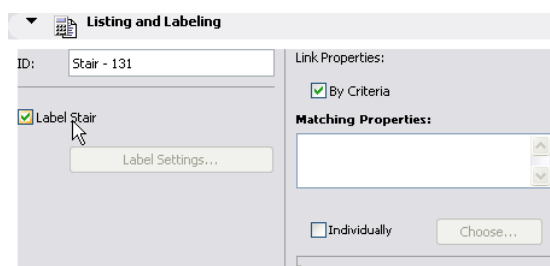 Listing and Labeling
ID:
Stair - 131
Label Stair
Label Settings...
Link Properties:
By Criteria
Matching Properties:
Individually
Choose...